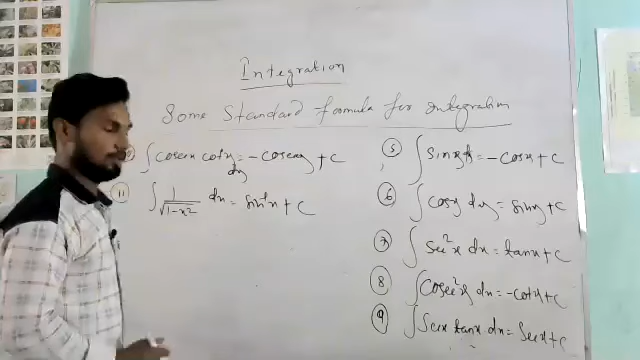 Integration
Some Standard formula for integration
∫ cosecx cotx dx = -cosecx + C
(11) ∫ 1/√(1-x²) dx = sin⁻¹x + C
(5) ∫ sinx dx = -cosx + C
(6) ∫ cosx dx = sinx + C
(7) ∫ sec²x dx = tanx + C
(8) ∫ cosec²x dx = -cotx + C
(9) ∫ secx tanx dx = secx + C